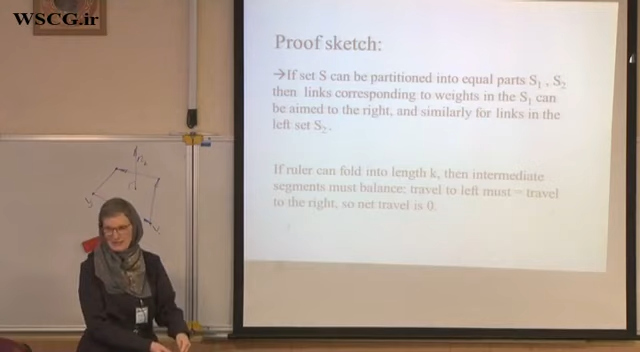 WSCG.ir
Proof sketch:
→If set S can be partitioned into equal parts S₁ , S₂
then links corresponding to weights in the S₁ can
be aimed to the right, and similarly for links in the
left set S₂.
If ruler can fold into length k, then intermediate
segments must balance: travel to left must = travel
to the right, so net travel is 0.